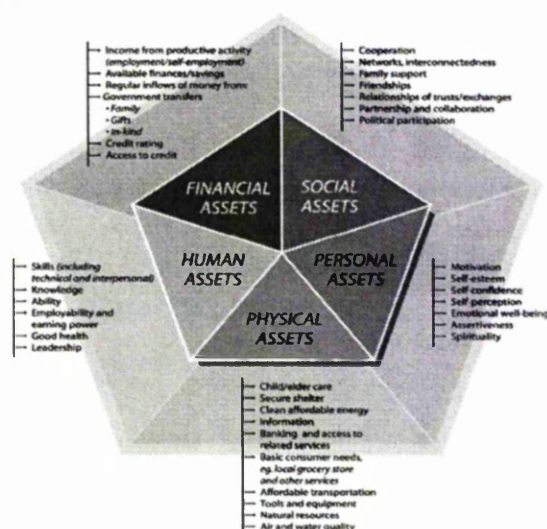 Income from productive activity
(employment/self-employment)
Available finances/savings
Regular inflows of money from:
Government transfers
• Family
• Gifts
• In-kind
Credit rating
Access to credit
Cooperation
Networks, interconnectedness
Family support
Friendships
Relationships of trusts/exchanges
Partnership and collaboration
Political participation
FINANCIAL
ASSETS
SOCIAL
ASSETS
HUMAN
ASSETS
PERSONAL
ASSETS
PHYSICAL
ASSETS
Skills (including
technical and interpersonal)
Knowledge
Ability
Employability and
earning power
Good health
Leadership
Motivation
Self-esteem
Self-confidence
Self perception
Emotional well-being
Assertiveness
Spirituality
Child/elder care
Secure shelter
Clean affordable energy
Information
Banking and access to
related services
Basic consumer needs,
eg. local grocery store
and other services
Affordable transportation
Tools and equipment
Natural resources
Air and water quality